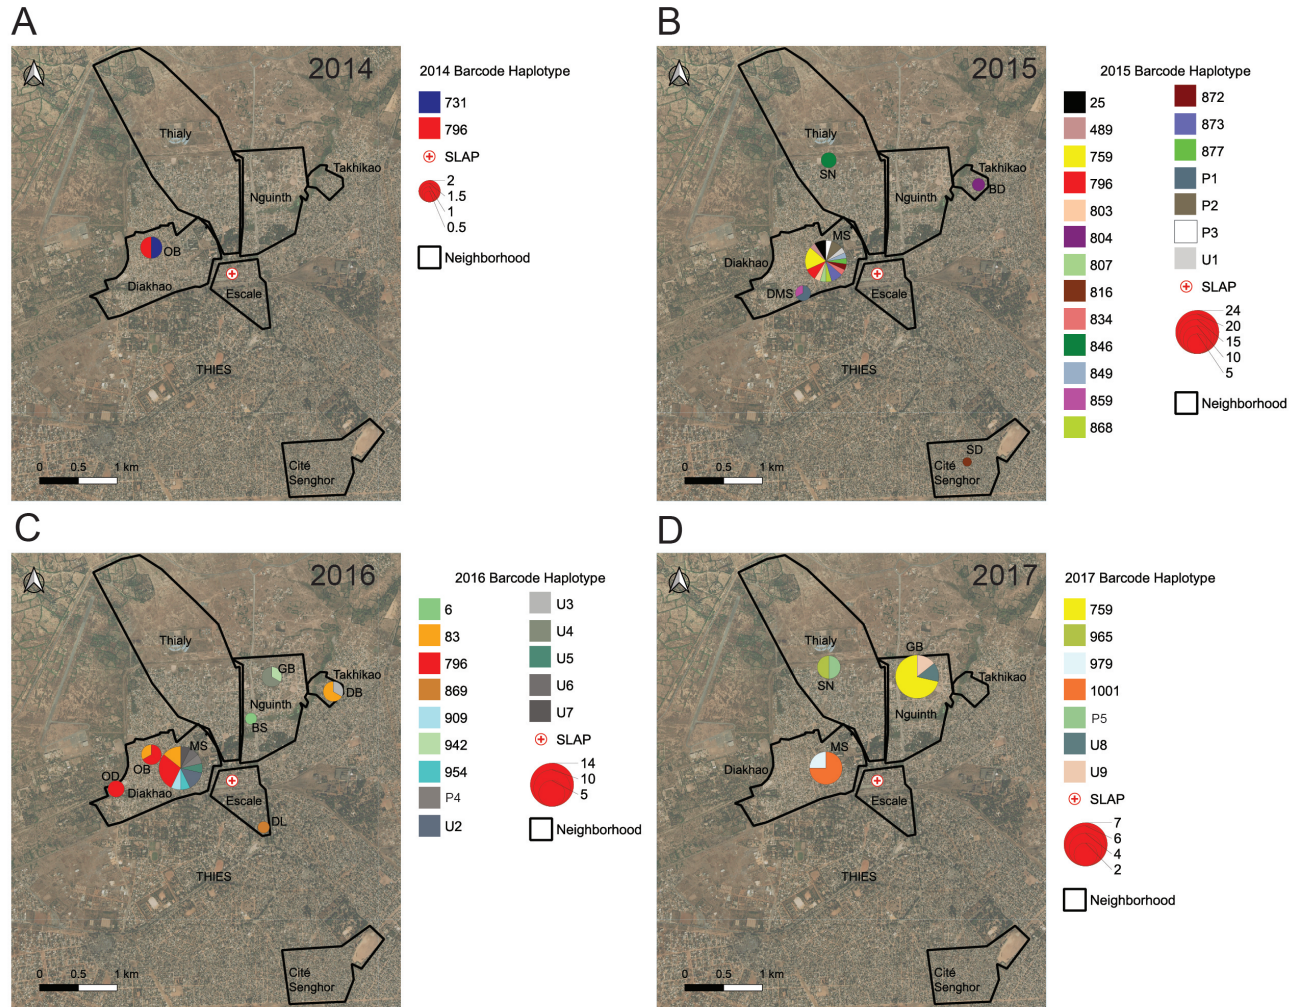 A
2014
Thialy
Takhikao
Nguinth
OB
Diakhao
Escale
THIES
Cité
Senghor
0 0.5 1 km
2014 Barcode Haplotype
731
796
SLAP
2
1.5
1
0.5
Neighborhood
B
2015
Thialy
SN
Takhikao
BD
Nguinth
MS
Diakhao
DMS
Escale
THIES
SD
Cité
Senghor
0 0.5 1 km
2015 Barcode Haplotype
25
489
759
796
803
804
807
816
834
846
849
859
868
872
873
877
P1
P2
P3
U1
SLAP
24
20
15
10
5
Neighborhood
C
2016
Thialy
GB
Takhikao
DB
Nguinth
BS
MS
OB
OD
Diakhao
Escale
DL
THIES
Cité
Senghor
0 0.5 1 km
2016 Barcode Haplotype
6
83
796
869
909
942
954
P4
U2
U3
U4
U5
U6
U7
SLAP
14
10
5
Neighborhood
D
2017
Thialy
SN
GB
Takhikao
Nguinth
MS
Diakhao
Escale
THIES
Cité
Senghor
0 0.5 1 km
2017 Barcode Haplotype
759
965
979
1001
P5
U8
U9
SLAP
7
6
4
2
Neighborhood